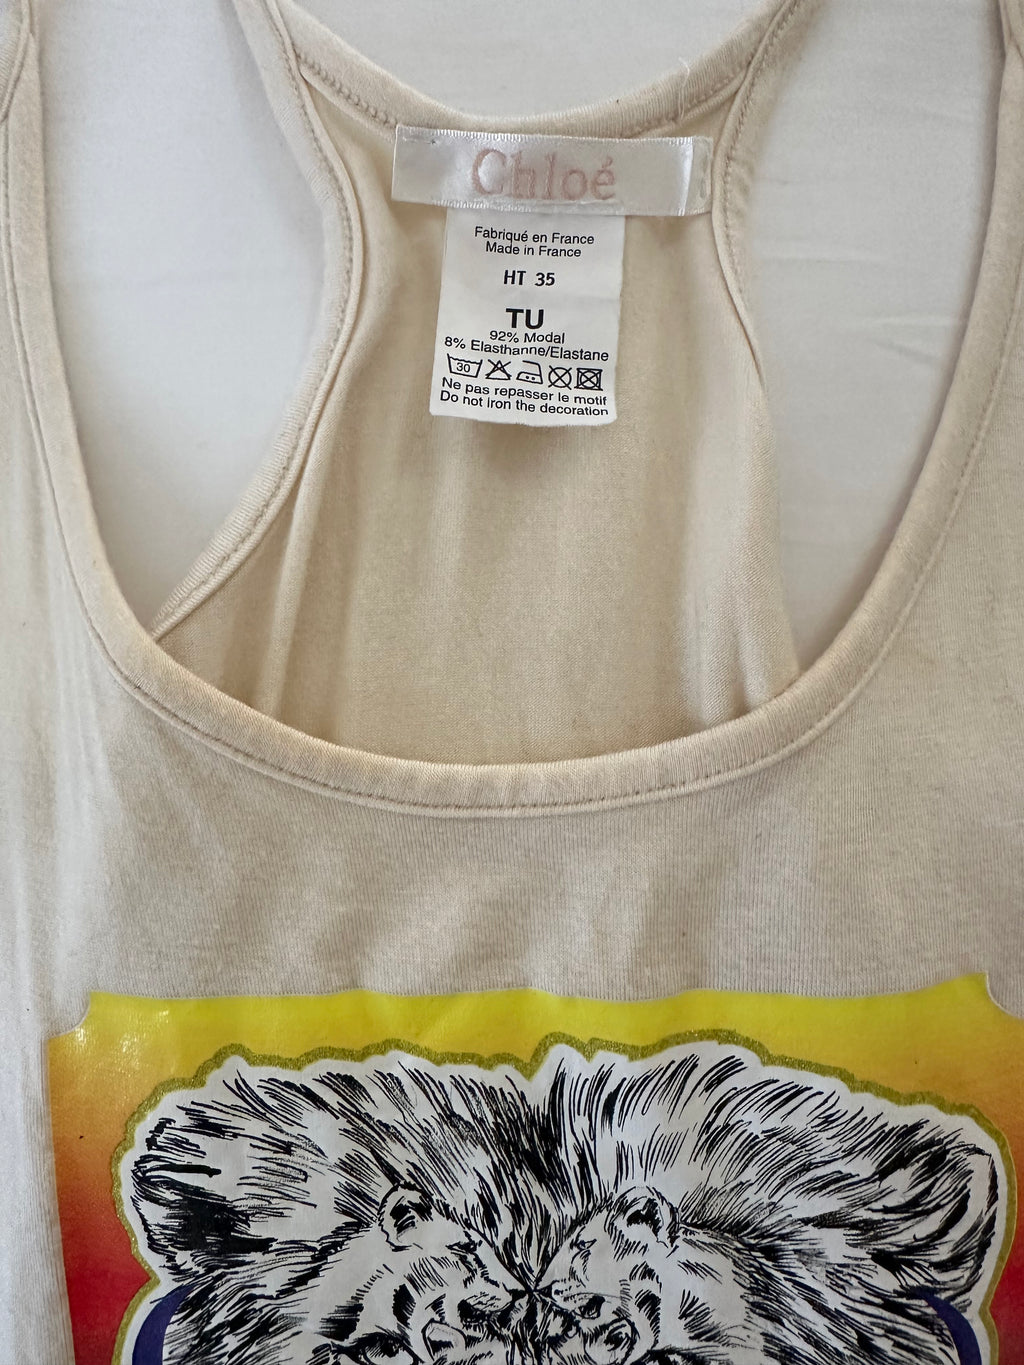 Chloé
Fabriqué en France
Made in France
HT 35
TU
92% Modal
8% Elasthanne/Elastane
30
Ne pas repasser le motif
Do not iron the decoration